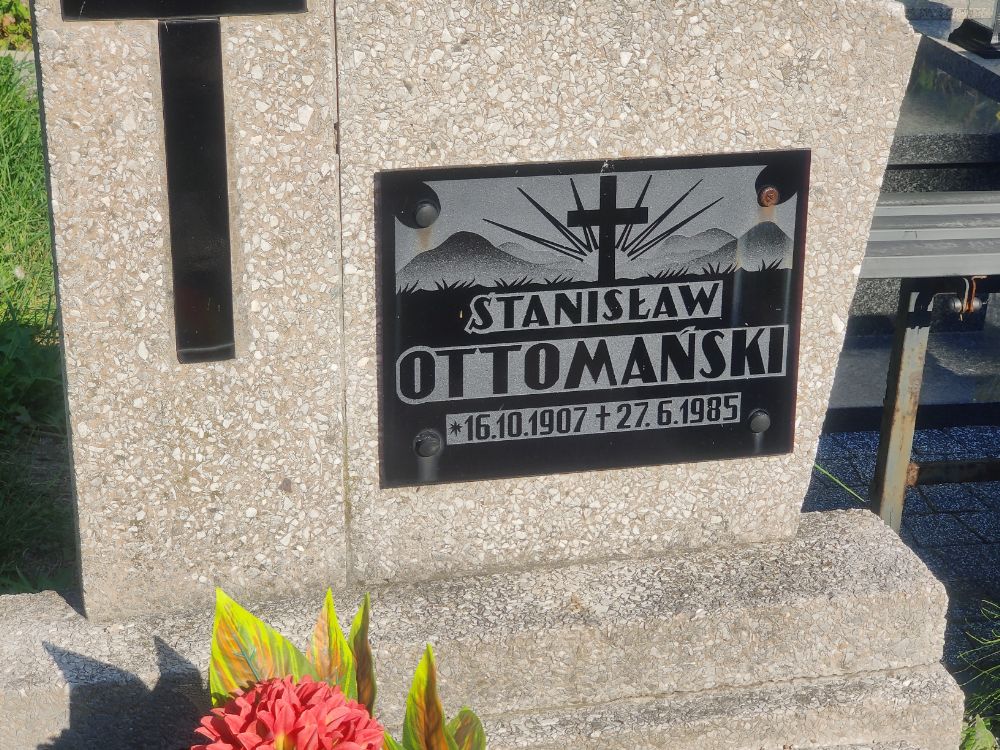 STANISŁAW
OTTOMAŃSKI
*16.10.1907 †27.6.1985